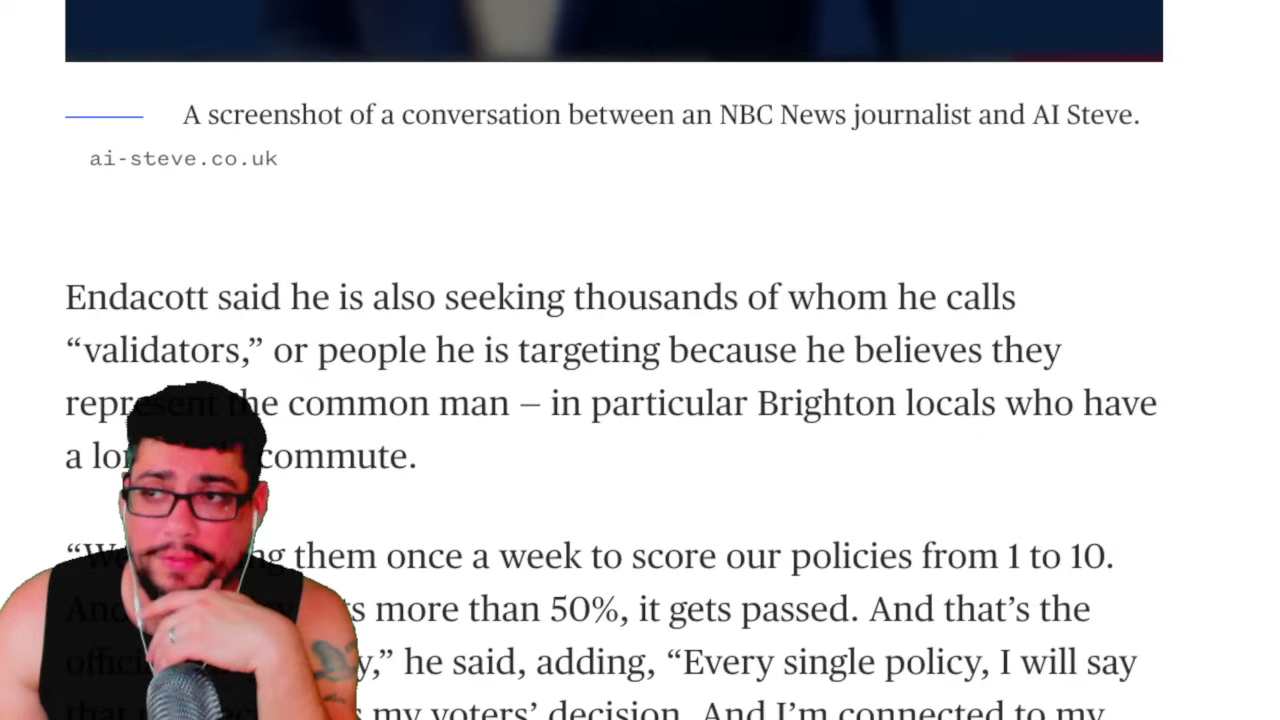 A screenshot of a conversation between an NBC News journalist and AI Steve.
ai-steve.co.uk
Endacott said he is also seeking thousands of whom he calls
“validators,” or people he is targeting because he believes they
represent the common man – in particular Brighton locals who have
a commute.
them once a week to score our policies from 1 to 10.
more than 50%, it gets passed. And that’s the
he said, adding, “Every single policy, I will say
my voters’ decision. And I’m connected to my